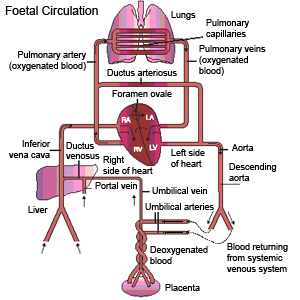 Foetal Circulation
Lungs
Pulmonary
capillaries
Pulmonary artery
(oxygenated blood)
Pulmonary veins
(oxygenated
blood)
Ductus arteriosus
Foramen ovale
RA
LA
RV
LV
Inferior
vena cava
Ductus
venosus
Right
side of heart
Left side
of heart
Aorta
Descending
aorta
Portal vein
Umbilical vein
Liver
Umbilical arteries
Deoxygenated
blood
Blood returning
from systemic
venous system
Placenta